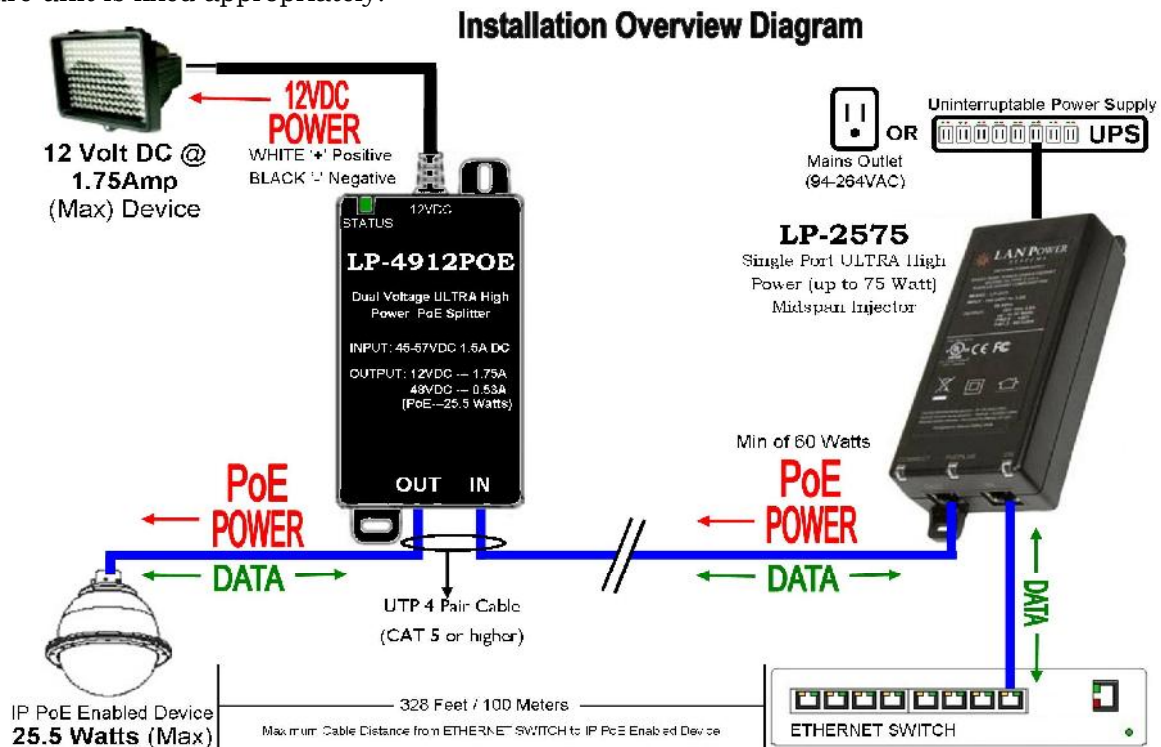 Installation Overview Diagram
12VDC
POWER
WHITE '+' Positive
BLACK '-' Negative
12 Volt DC @
1.75Amp
(Max) Device
Uninterruptable Power Supply
OR
UPS
Mains Outlet
(94-264VAC)
12VDC
STATUS
LP-4912POE
Dual Voltage ULTRA High
Power PoE Splitter
INPUT: 45-57VDC 1.5A DC
OUTPUT: 12VDC --- 1.75A
48VDC --- 0.53A
(PoE---25.5 Watts)
OUT IN
LP-2575
Single Port ULTRA High
Power (up to 75 Watt)
Midspan Injector
LAN POWER
SYSTEMS
CE FC
Min of 60 Watts
PoE
POWER
DATA
PoE
POWER
DATA
DATA
UTP 4 Pair Cable
(CAT 5 or higher)
IP PoE Enabled Device
25.5 Watts (Max)
328 Feet / 100 Meters
Maximum Cable Distance from ETHERNET SWITCH to IP PoE Enabled Device
ETHERNET SWITCH